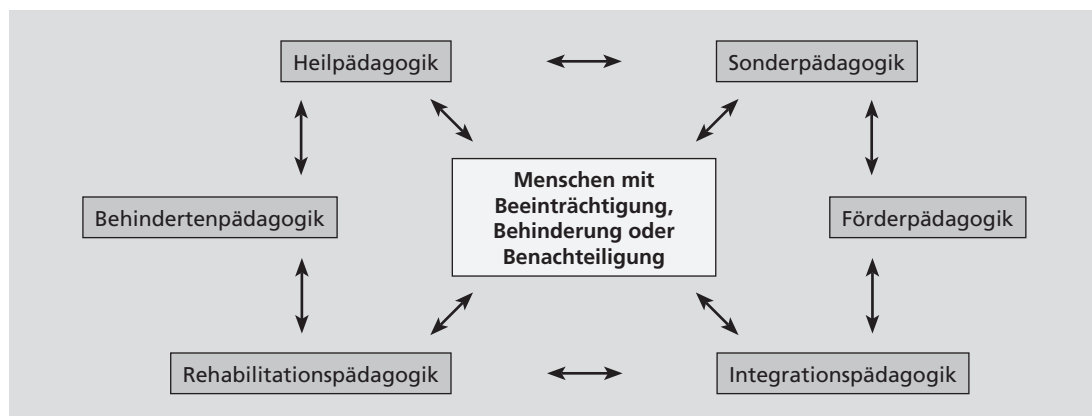 Heilpädagogik
Sonderpädagogik
Menschen mit
Beeinträchtigung,
Behinderung oder
Benachteiligung
Behindertenpädagogik
Förderpädagogik
Rehabilitationspädagogik
Integrationspädagogik